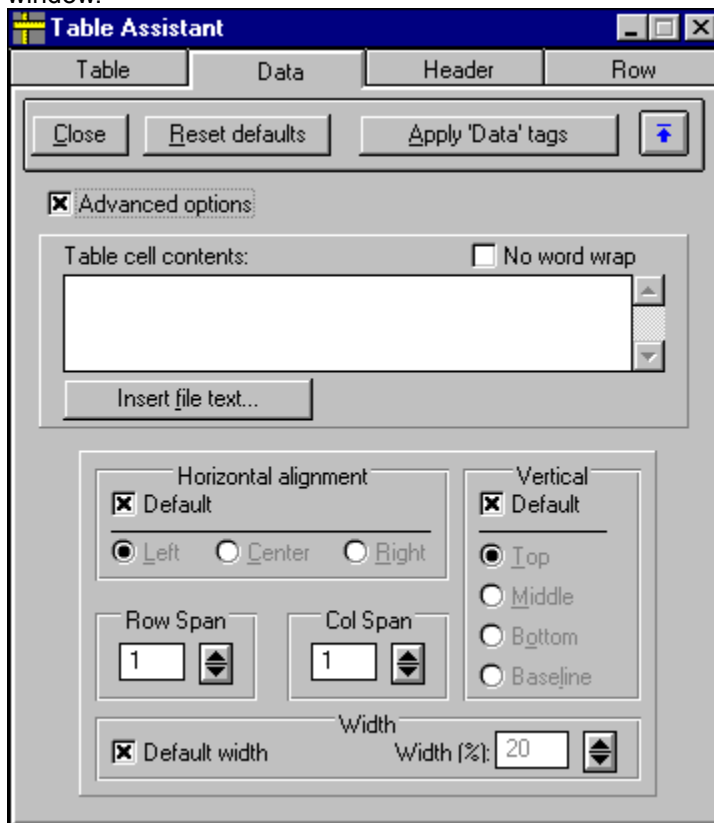 window.
Table Assistant
Table Data Header Row
Close Reset defaults Apply 'Data' tags
Advanced options
Table cell contents: No word wrap
Insert file text...
Horizontal alignment Vertical
Default Default
Left Center Right Top
Middle
Row Span Col Span
Bottom
1 1
Baseline
Width
Default width Width (%): 20